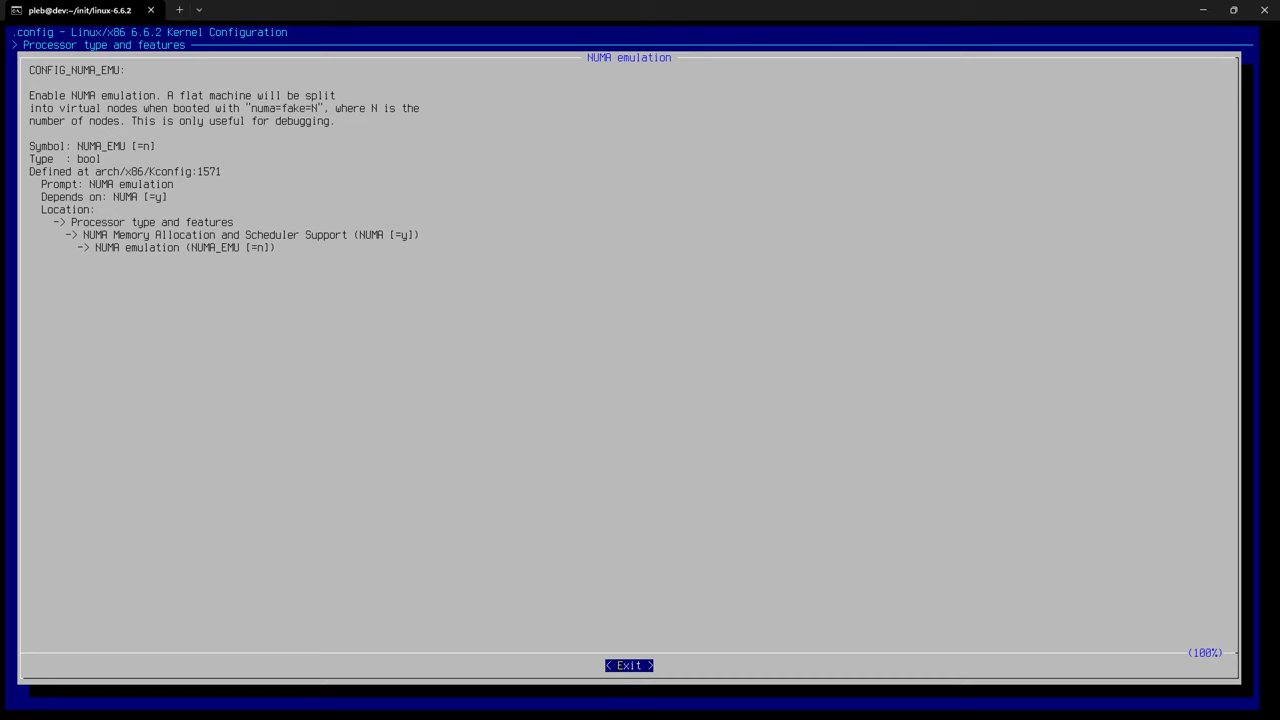 pleb@dev:~/init/linux-6.6.2
.config - Linux/x86 6.6.2 Kernel Configuration
> Processor type and features
NUMA emulation
CONFIG_NUMA_EMU:
Enable NUMA emulation. A flat machine will be split
into virtual nodes when booted with "numa=fake=N", where N is the
number of nodes. This is only useful for debugging.
Symbol: NUMA_EMU [=n]
Type  : bool
Defined at arch/x86/Kconfig:1571
Prompt: NUMA emulation
Depends on: NUMA [=y]
Location:
-> Processor type and features
-> NUMA Memory Allocation and Scheduler Support (NUMA [=y])
-> NUMA emulation (NUMA_EMU [=n])
(100%)
< Exit >